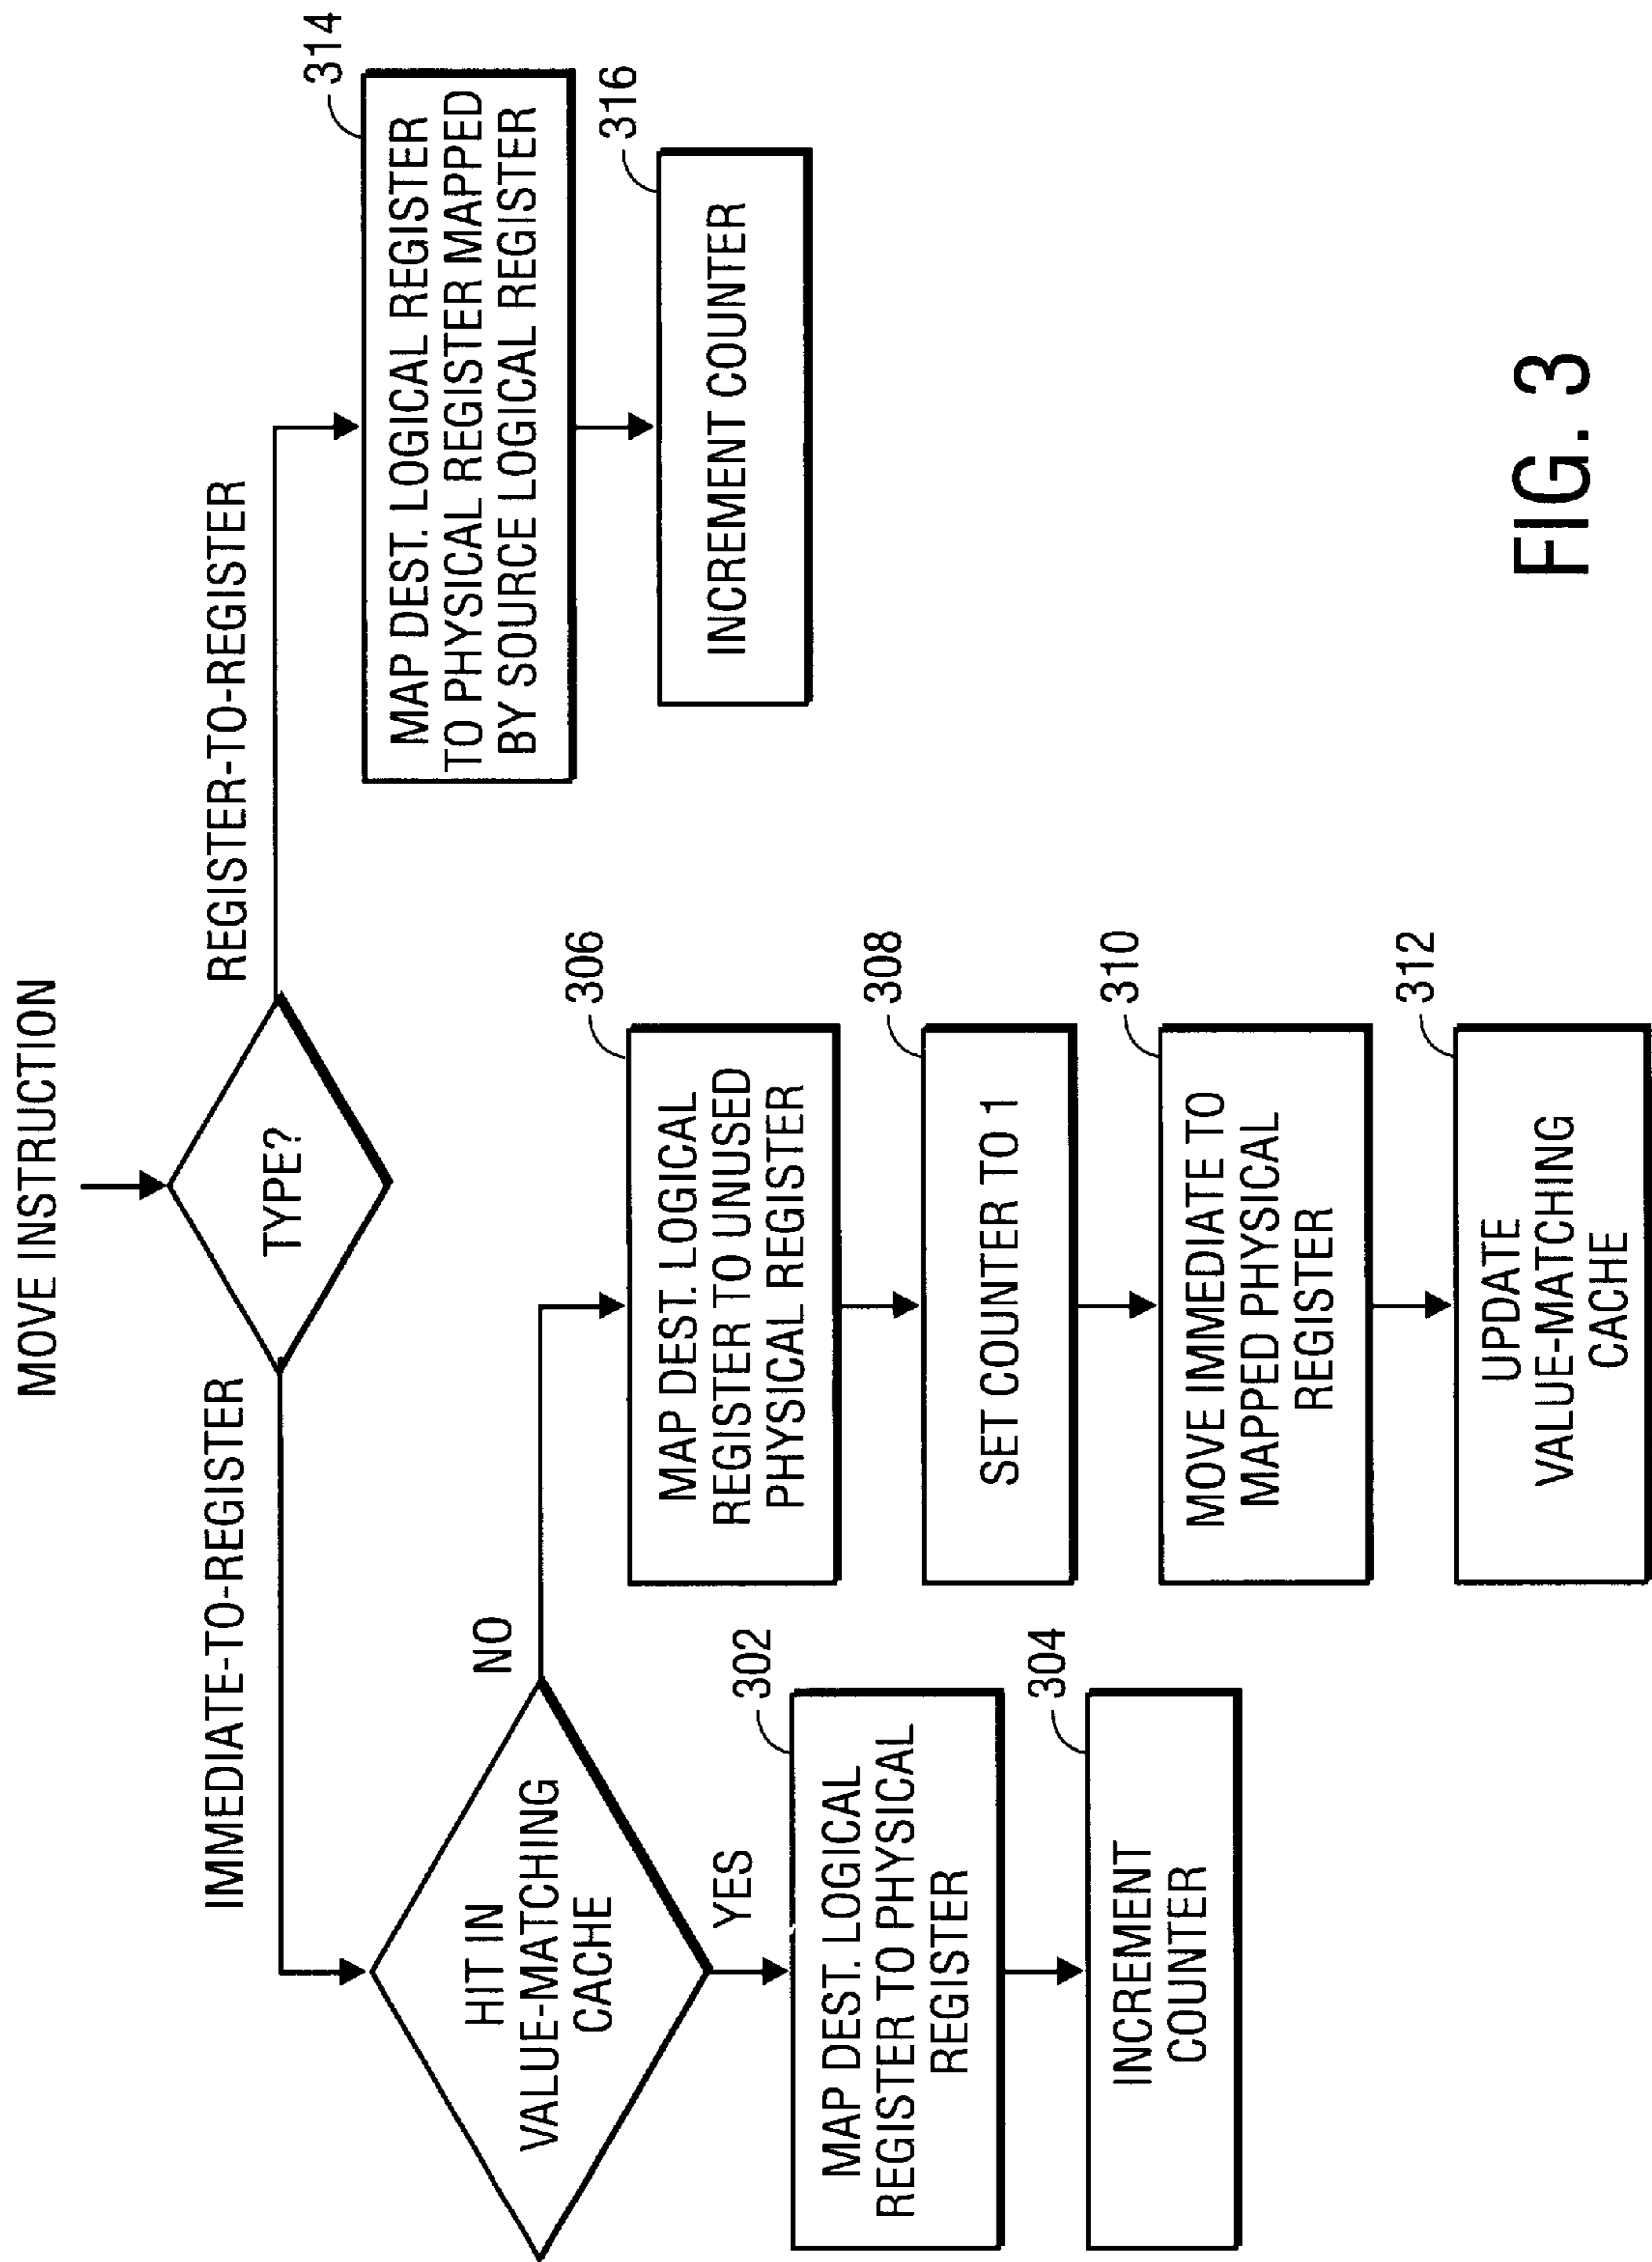 MOVE INSTRUCTION
TYPE?
IMMEDIATE-TO-REGISTER
REGISTER-TO-REGISTER
HIT IN
VALUE-MATCHING
CACHE
NO
YES
302
MAP DEST. LOGICAL
REGISTER TO PHYSICAL
REGISTER
304
INCREMENT
COUNTER
306
MAP DEST. LOGICAL
REGISTER TO UNUSED
PHYSICAL REGISTER
308
SET COUNTER TO 1
310
MOVE IMMEDIATE TO
MAPPED PHYSICAL
REGISTER
312
UPDATE
VALUE-MATCHING
CACHE
314
MAP DEST. LOGICAL REGISTER
TO PHYSICAL REGISTER MAPPED
BY SOURCE LOGICAL REGISTER
316
INCREMENT COUNTER
FIG. 3